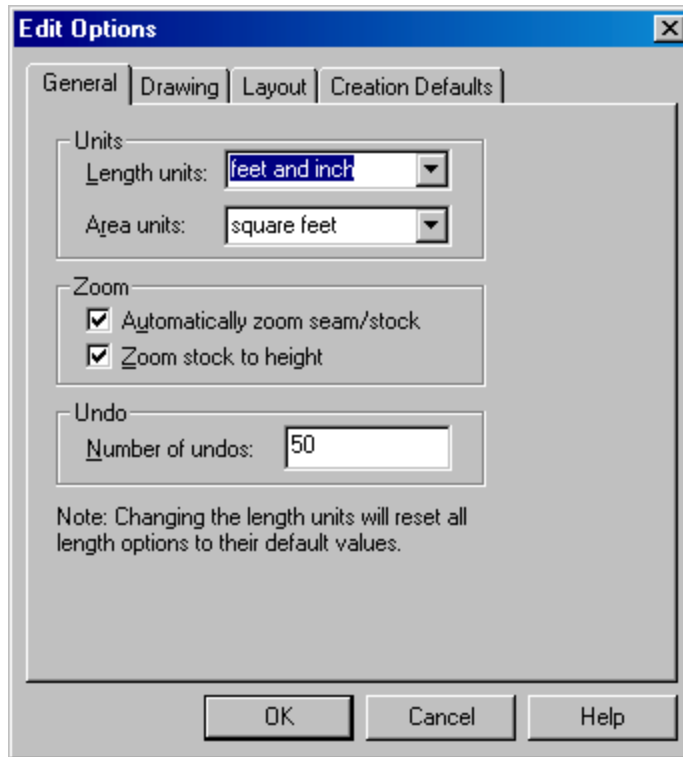 Edit Options
General Drawing Layout Creation Defaults
Units
Length units: feet and inch
Area units: square feet
Zoom
Automatically zoom seam/stock
Zoom stock to height
Undo
Number of undos: 50
Note: Changing the length units will reset all
length options to their default values.
OK Cancel Help